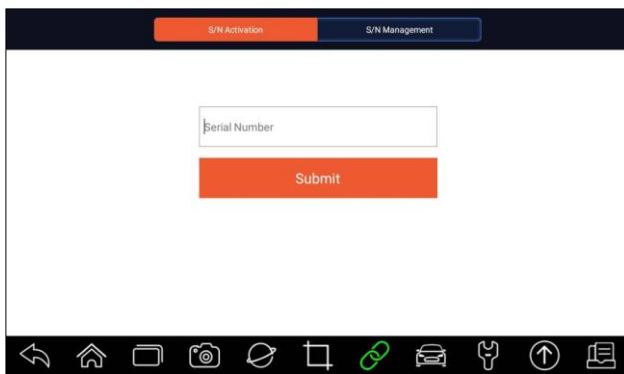 S/N Activation
S/N Management
Serial Number
Submit